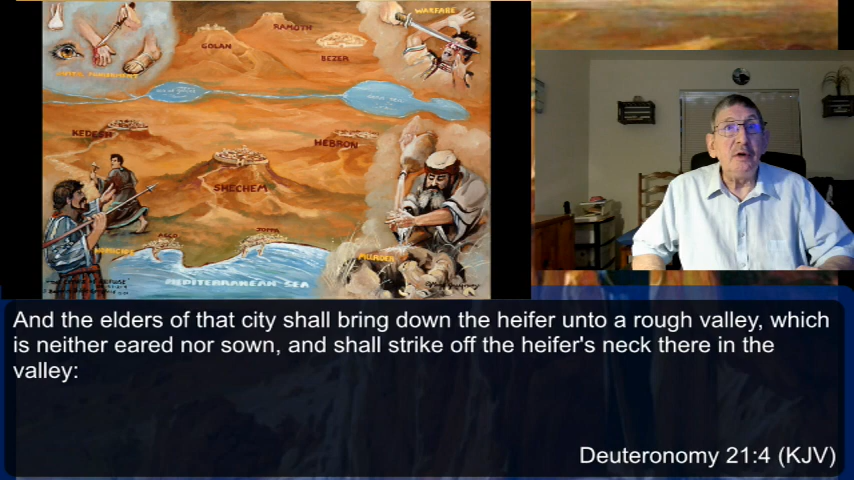 WARFARE
RAMOTH
GOLAN
BEZER
KEDESH
HEBRON
SHECHEM
ACCO
JOPPA
MURDER
MEDITERRANEAN SEA
And the elders of that city shall bring down the heifer unto a rough valley, which
is neither eared nor sown, and shall strike off the heifer's neck there in the
valley:
Deuteronomy 21:4 (KJV)